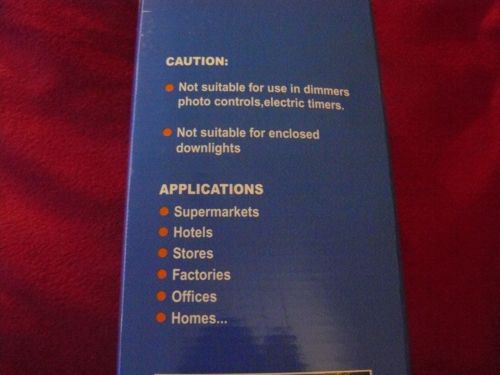 CAUTION:
Not suitable for use in dimmers
photo controls,electric timers.
Not suitable for enclosed
downlights
APPLICATIONS
Supermarkets
Hotels
Stores
Factories
Offices
Homes...